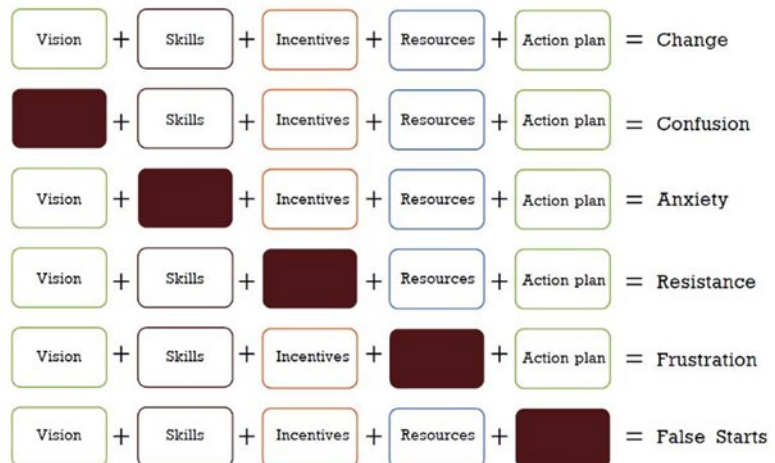 Vision + Skills + Incentives + Resources + Action plan = Change
+ Skills + Incentives + Resources + Action plan = Confusion
Vision + + Incentives + Resources + Action plan = Anxiety
Vision + Skills + + Resources + Action plan = Resistance
Vision + Skills + Incentives + + Action plan = Frustration
Vision + Skills + Incentives + Resources + = False Starts